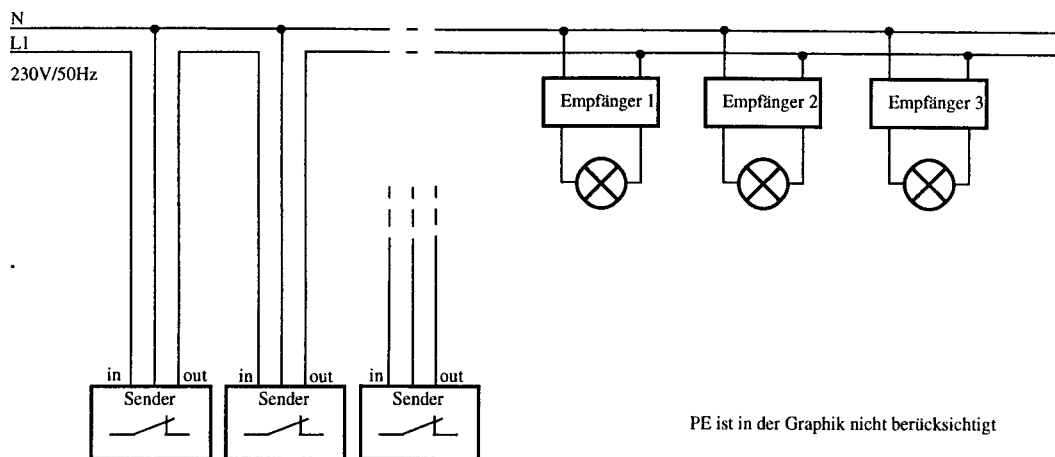 N
L1
230V/50Hz
Empfänger 1
Empfänger 2
Empfänger 3
in
out
in
out
in
out
Sender
Sender
Sender
PE ist in der Graphik nicht berücksichtigt